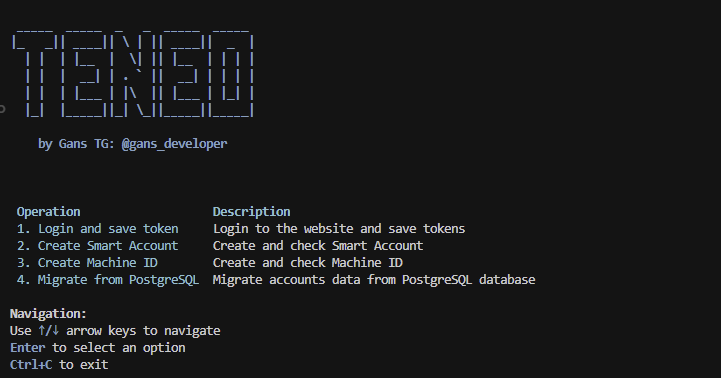 TENEO
by Gans TG: @gans_developer
Operation Description
1. Login and save token Login to the website and save tokens
2. Create Smart Account Create and check Smart Account
3. Create Machine ID Create and check Machine ID
4. Migrate from PostgreSQL Migrate accounts data from PostgreSQL database
Navigation:
Use ↑/↓ arrow keys to navigate
Enter to select an option
Ctrl+C to exit